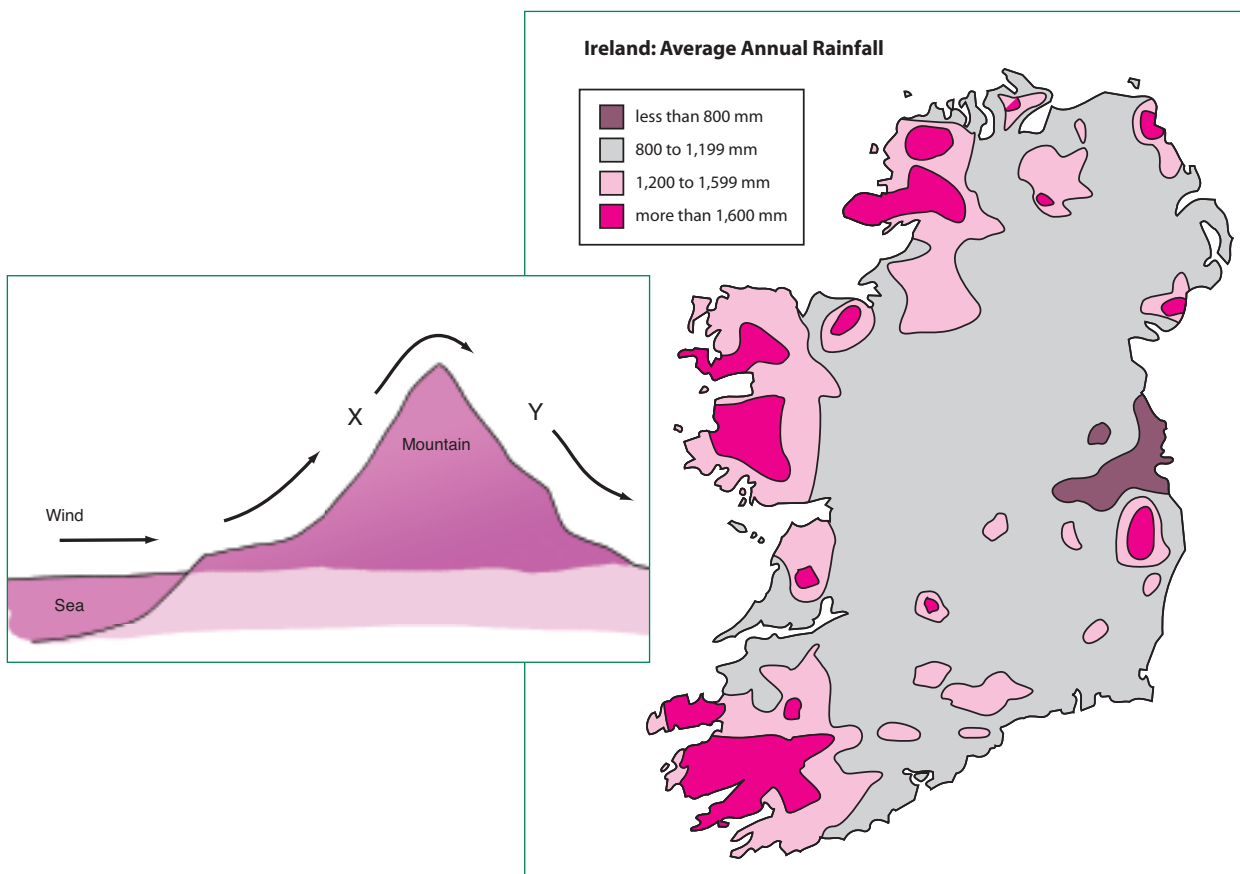 Ireland: Average Annual Rainfall
less than 800 mm
800 to 1,199 mm
1,200 to 1,599 mm
more than 1,600 mm
X
Y
Mountain
Wind
Sea